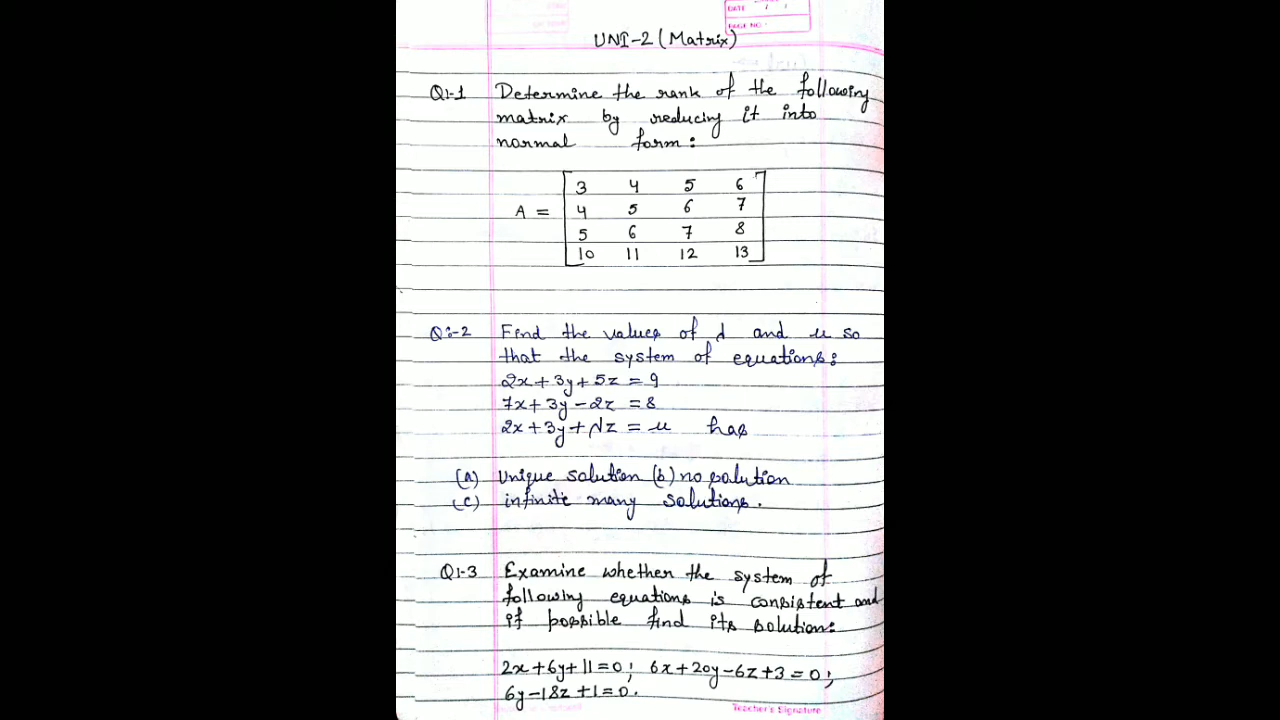 DATE / /
PAGE NO.
UNI-2 (Matrix)
Q:-1 Determine the rank of the following
matrix by reducing it into
normal form:
3 4 5 6
A = 4 5 6 7
5 6 7 8
10 11 12 13
Q:-2 Find the values of λ and μ so
that the system of equations:
2x + 3y + 5z = 9
7x + 3y - 2z = 8
2x + 3y + λz = μ has
(a) Unique solution (b) no solution
(c) infinite many solutions.
Q:-3 Examine whether the system of
following equations is consistent and
if possible find its solution:
2x + 6y + 11 = 0; 6x + 20y - 6z + 3 = 0;
6y - 18z + 1 = 0.
Teacher's Signature